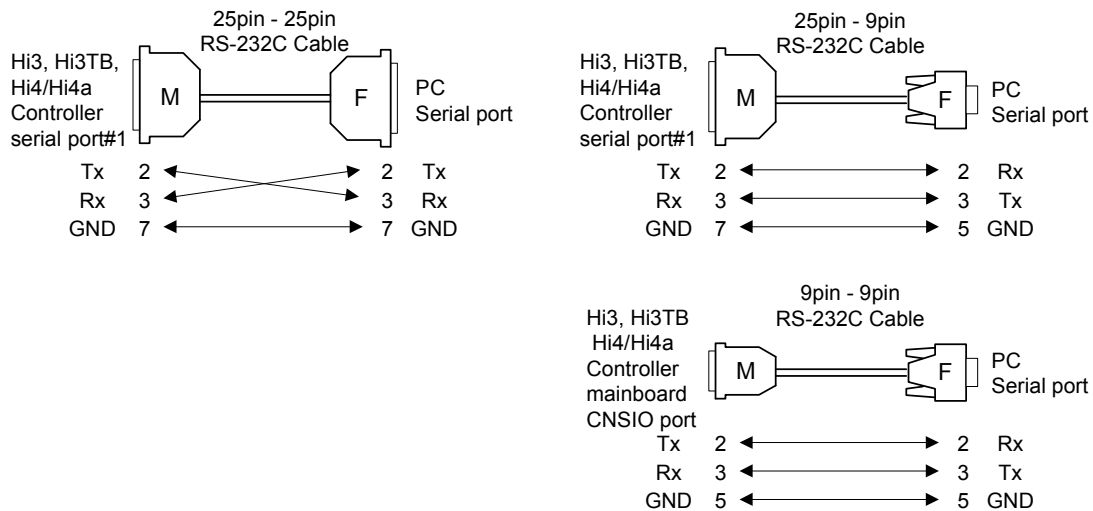 25pin - 25pin
RS-232C Cable
Hi3, Hi3TB,
Hi4/Hi4a
Controller
serial port#1
M
F
PC
Serial port
Tx 2 2 Tx
Rx 3 3 Rx
GND 7 7 GND
25pin - 9pin
RS-232C Cable
Hi3, Hi3TB,
Hi4/Hi4a
Controller
serial port#1
M
F
PC
Serial port
Tx 2 2 Rx
Rx 3 3 Tx
GND 7 5 GND
9pin - 9pin
RS-232C Cable
Hi3, Hi3TB
Hi4/Hi4a
Controller
mainboard
CNSIO port
M
F
PC
Serial port
Tx 2 2 Rx
Rx 3 3 Tx
GND 5 5 GND